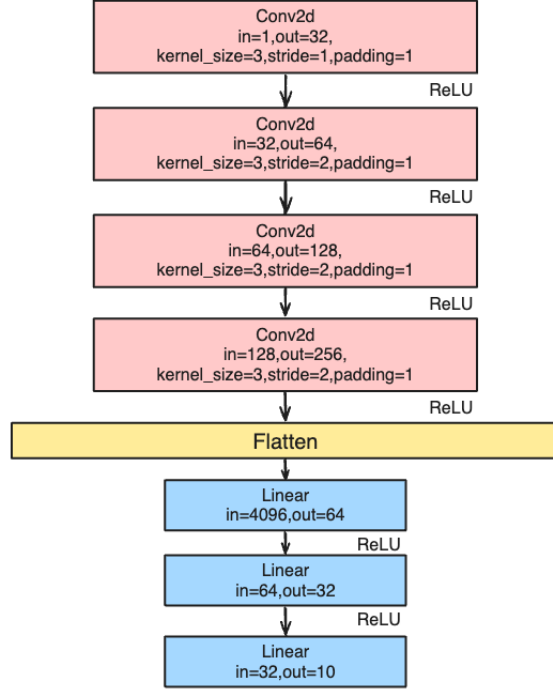 Conv2d
in=1,out=32,
kernel_size=3,stride=1,padding=1
ReLU
Conv2d
in=32,out=64,
kernel_size=3,stride=2,padding=1
ReLU
Conv2d
in=64,out=128,
kernel_size=3,stride=2,padding=1
ReLU
Conv2d
in=128,out=256,
kernel_size=3,stride=2,padding=1
ReLU
Flatten
Linear
in=4096,out=64
ReLU
Linear
in=64,out=32
ReLU
Linear
in=32,out=10